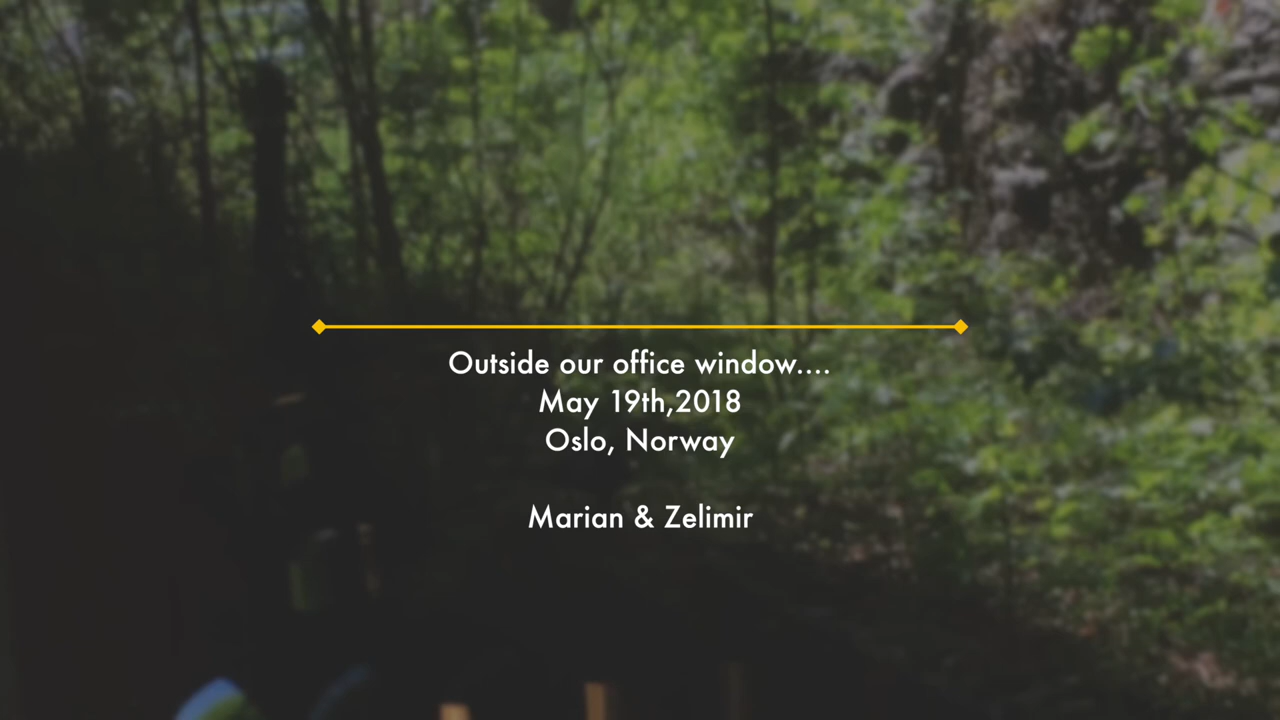 Outside our office window....
May 19th,2018
Oslo, Norway
Marian & Zelimir